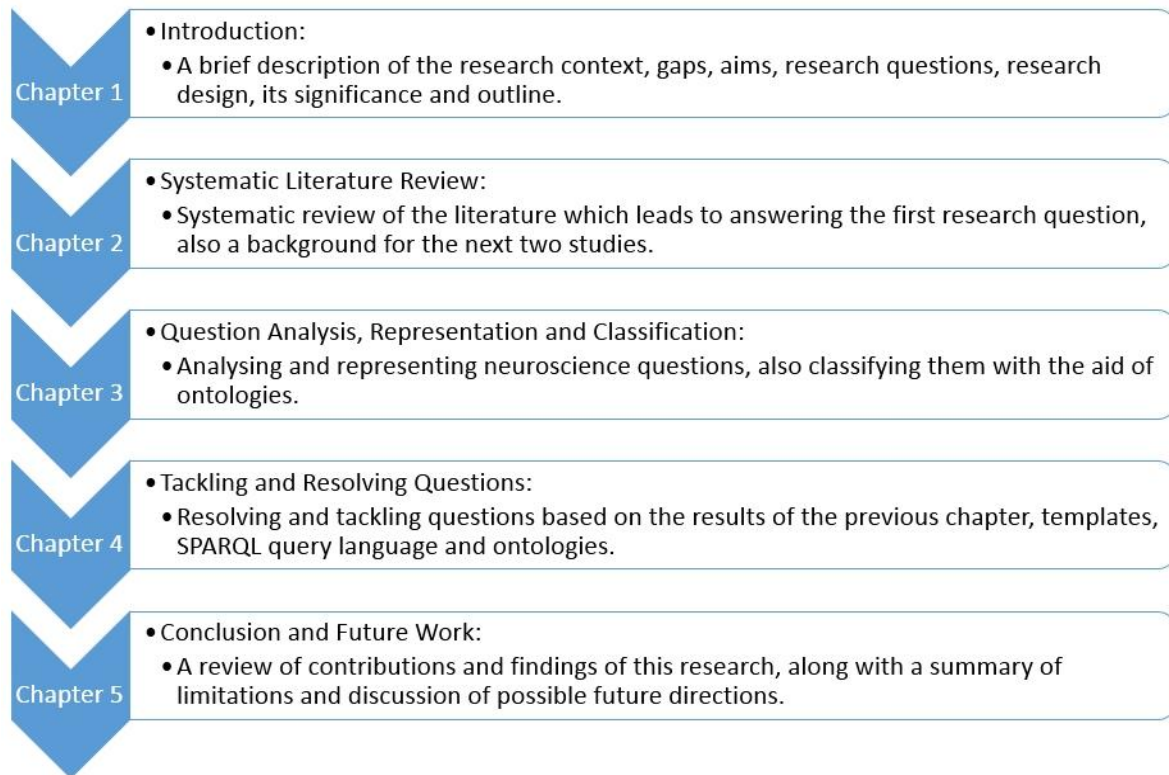 Chapter 1
• Introduction:
• A brief description of the research context, gaps, aims, research questions, research
design, its significance and outline.
Chapter 2
• Systematic Literature Review:
• Systematic review of the literature which leads to answering the first research question,
also a background for the next two studies.
Chapter 3
• Question Analysis, Representation and Classification:
• Analysing and representing neuroscience questions, also classifying them with the aid of
ontologies.
Chapter 4
• Tackling and Resolving Questions:
• Resolving and tackling questions based on the results of the previous chapter, templates,
SPARQL query language and ontologies.
Chapter 5
• Conclusion and Future Work:
• A review of contributions and findings of this research, along with a summary of
limitations and discussion of possible future directions.